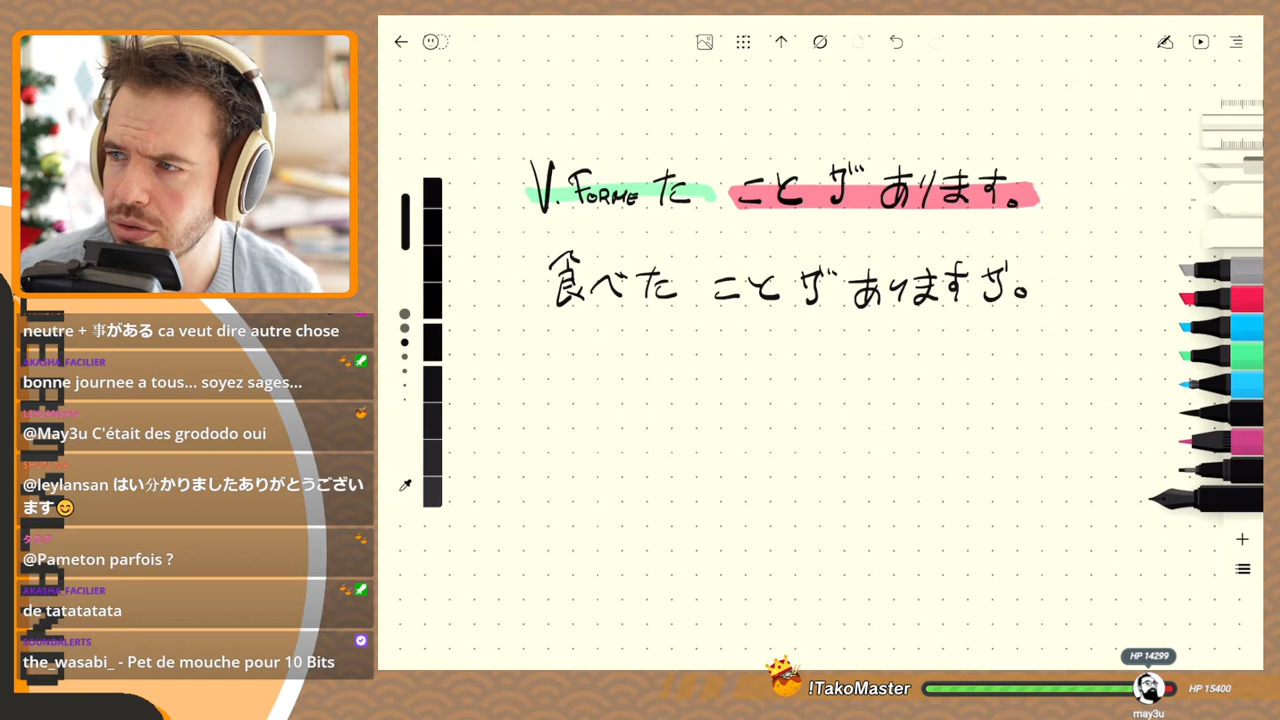 V. FORME た ことがあります。
食べた ことがありますが。
neutre + 事がある ca veut dire autre chose
AKASHA_FACILIER
bonne journee a tous... soyez sages...
@May3u C'était des grododo oui
@leylansan はい分かりましたありがとうござい
ます😊
@Pameton parfois ?
AKASHA_FACILIER
de tatatatata
SOUNDALERTS
the_wasabi_ - Pet de mouche pour 10 Bits
HP 14299
!TakoMaster
HP 15400
may3u